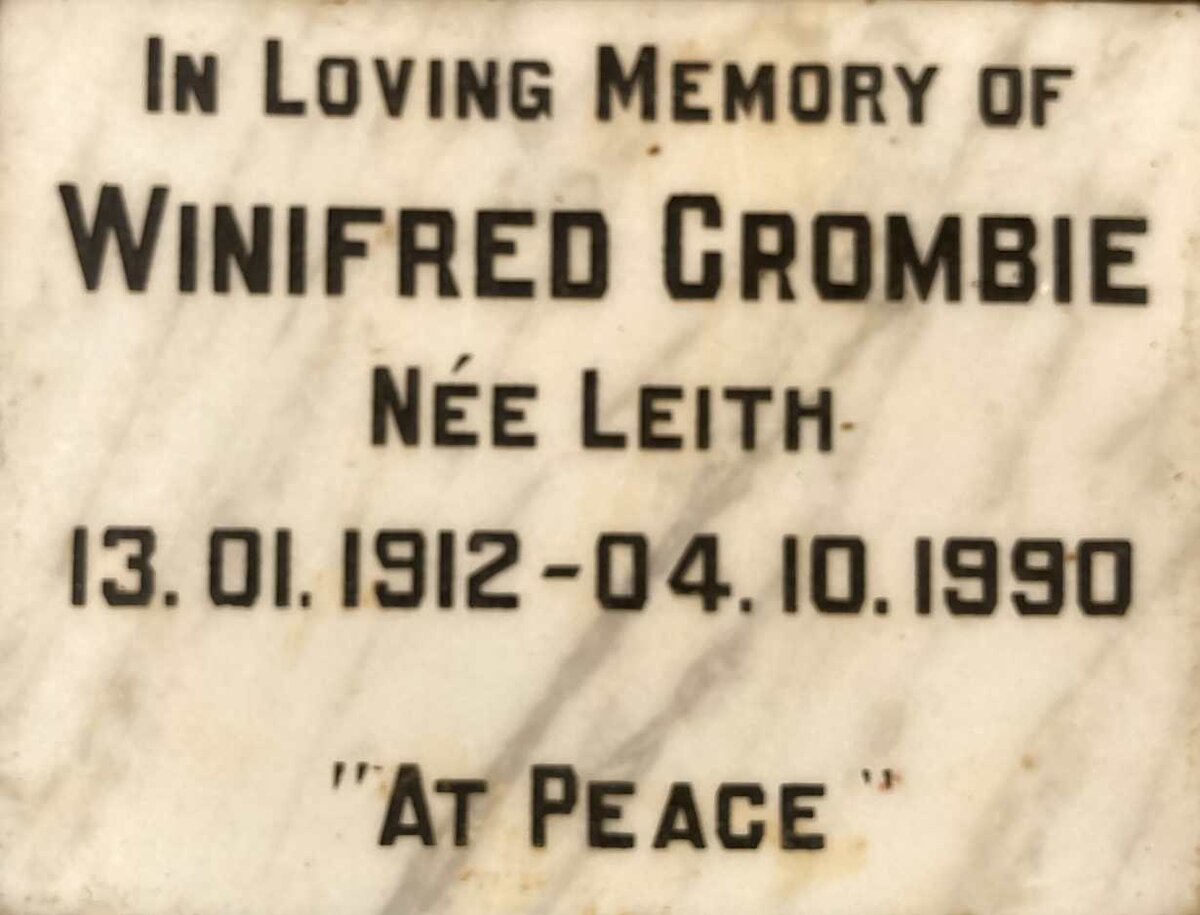 In Loving Memory of
Winifred Crombie
Née Leith
13.01.1912-04.10.1990
"At Peace"